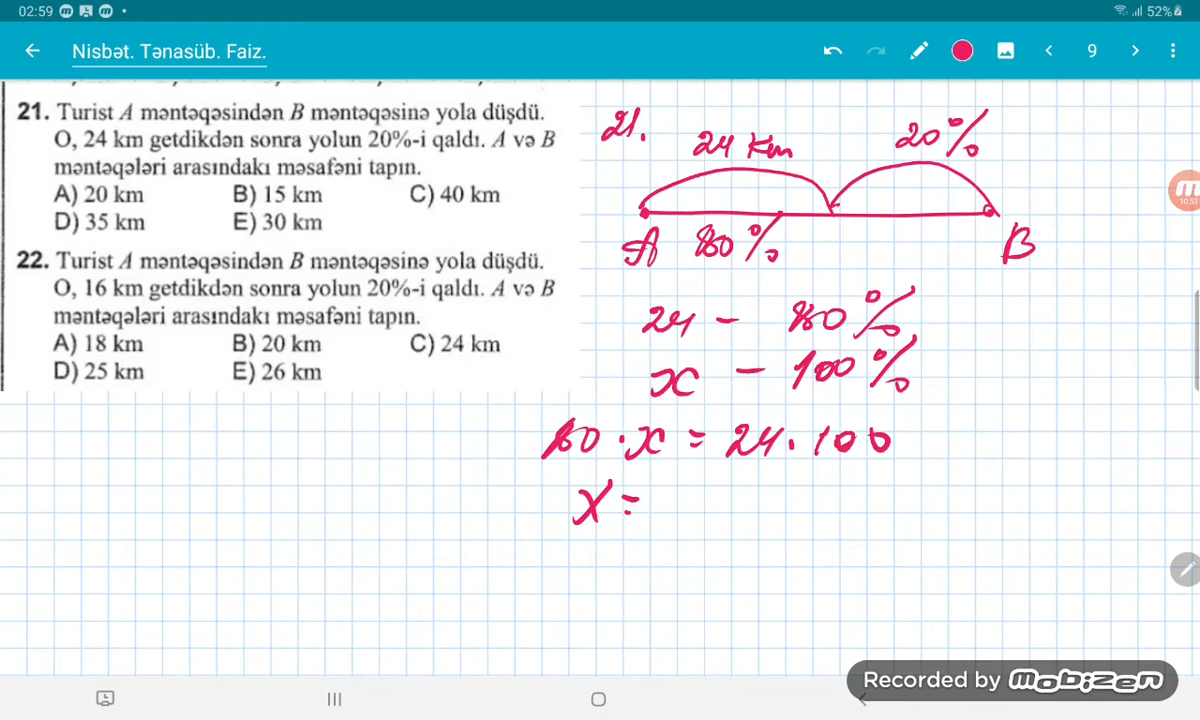 02:59
52%
Nisbət. Tənasüb. Faiz.
9
21. Turist A məntəqəsindən B məntəqəsinə yola düşdü.
O, 24 km getdikdən sonra yolun 20%-i qaldı. A və B
məntəqələri arasındakı məsafəni tapın.
A) 20 km B) 15 km C) 40 km
D) 35 km E) 30 km
22. Turist A məntəqəsindən B məntəqəsinə yola düşdü.
O, 16 km getdikdən sonra yolun 20%-i qaldı. A və B
məntəqələri arasındakı məsafəni tapın.
A) 18 km B) 20 km C) 24 km
D) 25 km E) 26 km
21.
24 km 20%
A 80% B
24 - 80%
x - 100%
80 · x = 24 · 100
x =
10:51
Recorded by mobizen